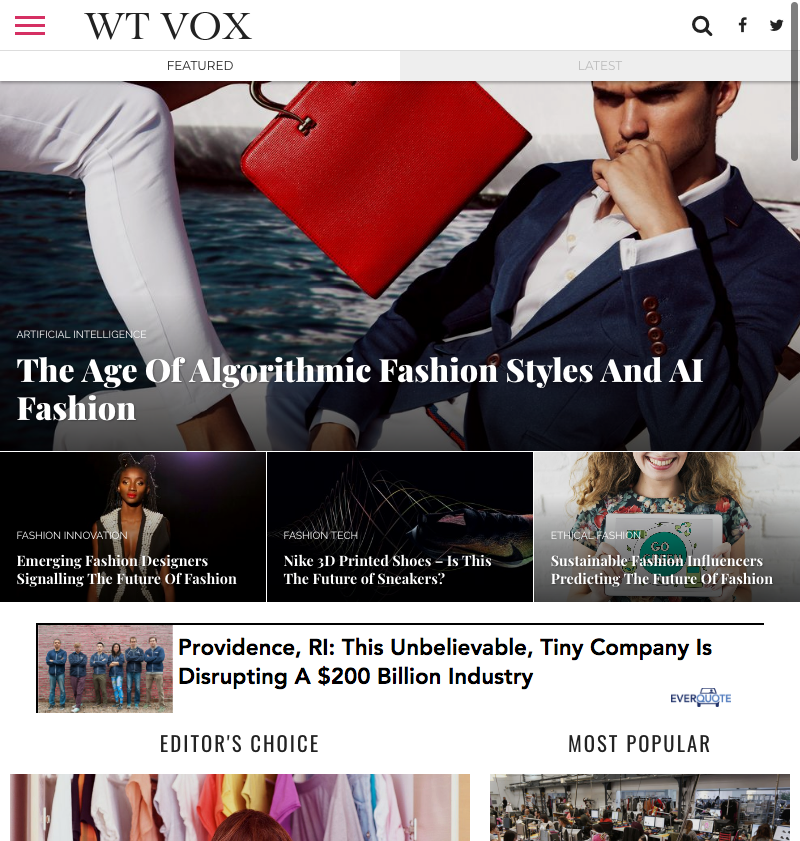 WT VOX
FEATURED
LATEST
ARTIFICIAL INTELLIGENCE
The Age Of Algorithmic Fashion Styles And AI
Fashion
FASHION INNOVATION
Emerging Fashion Designers
Signalling The Future Of Fashion
FASHION TECH
Nike 3D Printed Shoes – Is This
The Future of Sneakers?
GO
GREEN
ETHICAL FASHION
Sustainable Fashion Influencers
Predicting The Future Of Fashion
Providence, RI: This Unbelievable, Tiny Company Is
Disrupting A $200 Billion Industry
EVERQUOTE
EDITOR'S CHOICE
MOST POPULAR